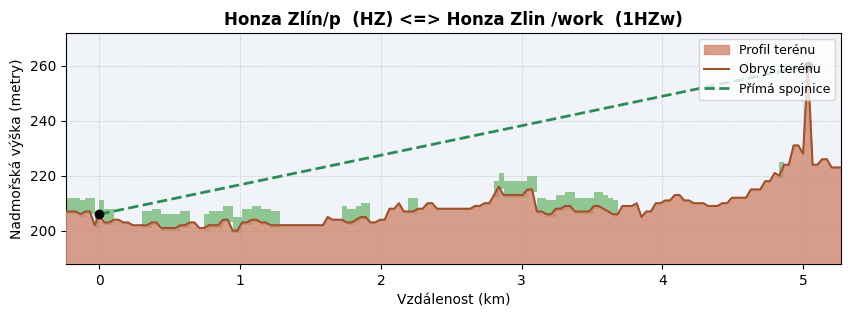 Honza Zlín/p  (HZ) <=> Honza Zlin /work  (1HZw)
Profil terénu
Obrys terénu
Přímá spojnice
Nadmořská výška (metry)
260
240
220
200
0 1 2 3 4 5
Vzdálenost (km)